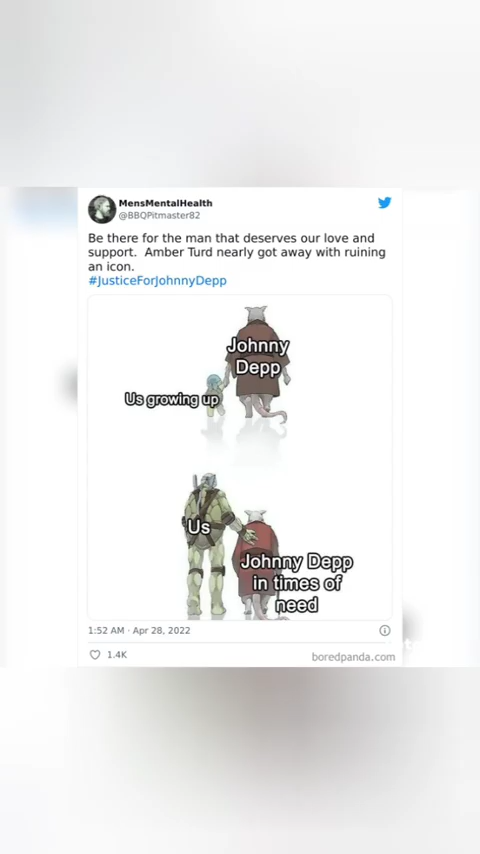 MensMentalHealth
@BBQPitmaster82
Be there for the man that deserves our love and
support. Amber Turd nearly got away with ruining
an icon.
#JusticeForJohnnyDepp
Johnny
Depp
Us growing up
Us
Johnny Depp
in times of
need
1:52 AM · Apr 28, 2022
1.4K
boredpanda.com